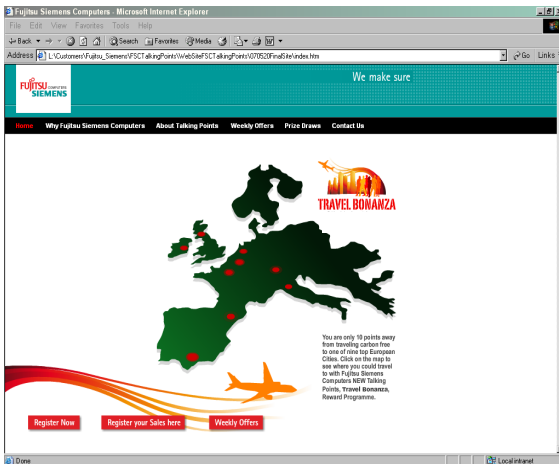 Fujitsu Siemens Computers - Microsoft Internet Explorer
File Edit View Favorites Tools Help
Back Search Favorites Media
Address L:\Customers\Fujitsu_Siemens\FSCTalkingPoints\WebSiteFSCTalkingPoints\070520FinalSite\index.htm Go Links
We make sure
FUJITSU COMPUTERS
SIEMENS
Home Why Fujitsu Siemens Computers About Talking Points Weekly Offers Prize Draws Contact Us
TRAVEL BONANZA
You are only 10 points away
from traveling carbon free
to one of nine top European
Cities. Click on the map to
see where you could travel
to with Fujitsu Siemens
Computers NEW Talking
Points, Travel Bonanza,
Reward Programme.
Register Now Register your Sales here Weekly Offers
Done Local intranet